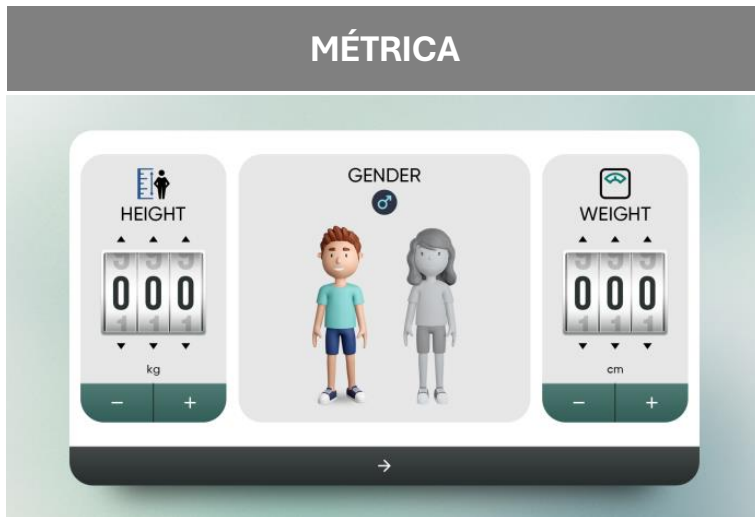 MÉTRICA
HEIGHT
000
kg
− +
GENDER
WEIGHT
000
cm
− +